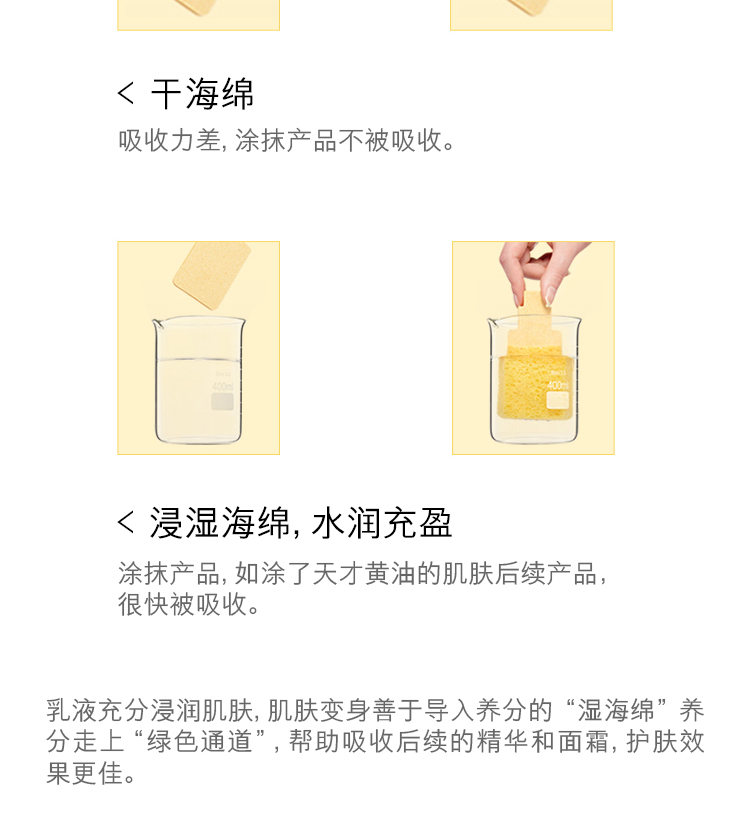 < 干海绵
吸收力差, 涂抹产品不被吸收。
400ml
400ml
< 浸湿海绵, 水润充盈
涂抹产品, 如涂了天才黄油的肌肤后续产品,
很快被吸收。
乳液充分浸润肌肤, 肌肤变身善于导入养分的“湿海绵”养
分走上“绿色通道”, 帮助吸收后续的精华和面霜, 护肤效
果更佳。